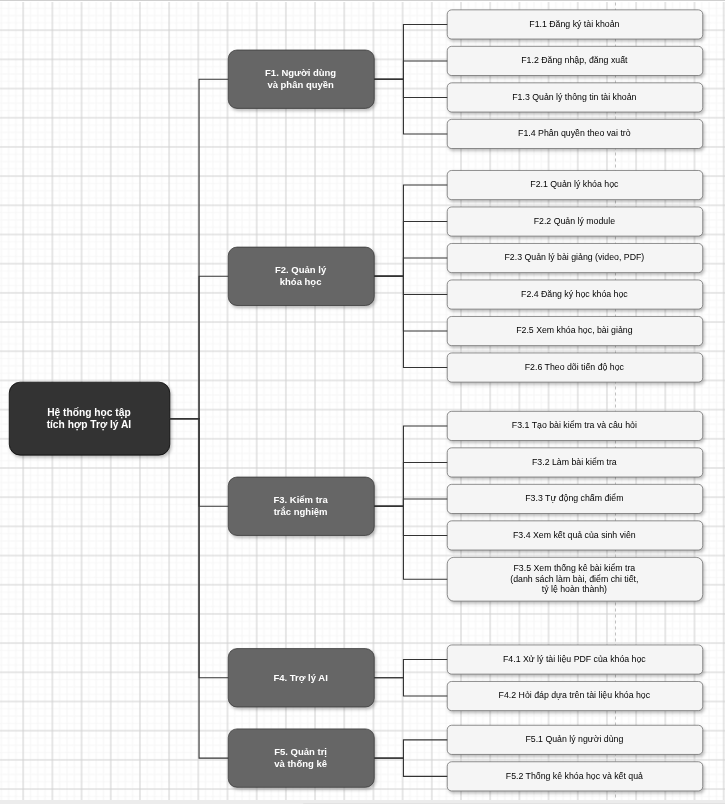 Hệ thống học tập
tích hợp Trợ lý AI
F1. Người dùng
và phân quyền
F1.1 Đăng ký tài khoản
F1.2 Đăng nhập, đăng xuất
F1.3 Quản lý thông tin tài khoản
F1.4 Phân quyền theo vai trò
F2. Quản lý
khóa học
F2.1 Quản lý khóa học
F2.2 Quản lý module
F2.3 Quản lý bài giảng (video, PDF)
F2.4 Đăng ký học khóa học
F2.5 Xem khóa học, bài giảng
F2.6 Theo dõi tiến độ học
F3. Kiểm tra
trắc nghiệm
F3.1 Tạo bài kiểm tra và câu hỏi
F3.2 Làm bài kiểm tra
F3.3 Tự động chấm điểm
F3.4 Xem kết quả của sinh viên
F3.5 Xem thống kê bài kiểm tra
(danh sách làm bài, điểm chi tiết,
tỷ lệ hoàn thành)
F4. Trợ lý AI
F4.1 Xử lý tài liệu PDF của khóa học
F4.2 Hỏi đáp dựa trên tài liệu khóa học
F5. Quản trị
và thống kê
F5.1 Quản lý người dùng
F5.2 Thống kê khóa học và kết quả